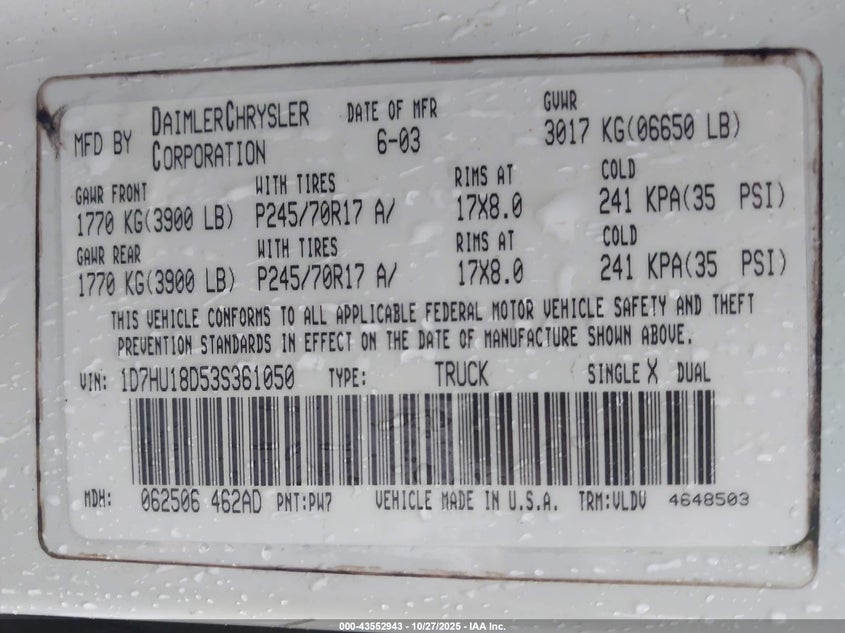 MFD BY DAIMLERCHRYSLER CORPORATION DATE OF MFR 6-03 GVWR 3017 KG(06650 LB)
GAWR FRONT WITH TIRES RIMS AT COLD
1770 KG(3900 LB) P245/70R17 A/ 17X8.0 241 KPA(35 PSI)
GAWR REAR WITH TIRES RIMS AT COLD
1770 KG(3900 LB) P245/70R17 A/ 17X8.0 241 KPA(35 PSI)
THIS VEHICLE CONFORMS TO ALL APPLICABLE FEDERAL MOTOR VEHICLE SAFETY AND THEFT
PREVENTION STANDARDS IN EFFECT ON THE DATE OF MANUFACTURE SHOWN ABOVE.
VIN: 1D7HU18D53S361050 TYPE: TRUCK SINGLE X DUAL
MDH: 062506 462AD PNT:PW7 VEHICLE MADE IN U.S.A. TRM:VLDV 4648503
000-43552943 - 10/27/2025 - IAA Inc.